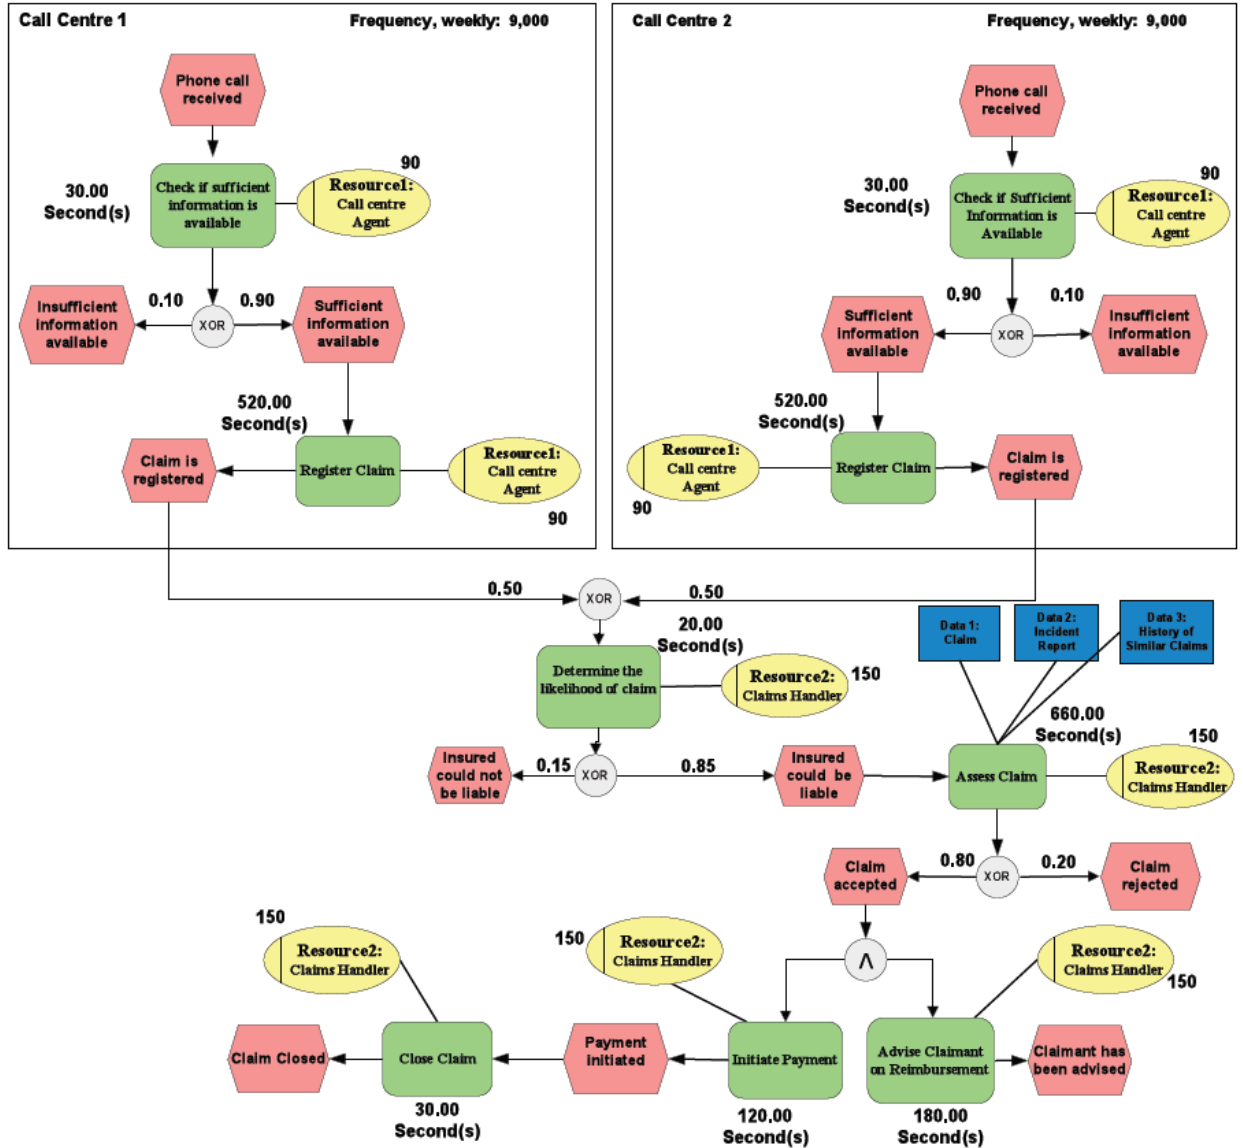 Call Centre 1
Frequency, weekly: 9,000
Phone call
received
90
30.00
Second(s)
Check if sufficient
information is
available
Resource1:
Call centre
Agent
0.10
0.90
Insufficient
information
available
XOR
Sufficient
information
available
520.00
Second(s)
Claim is
registered
Register Claim
Resource1:
Call centre
Agent
90
Call Centre 2
Frequency, weekly: 9,000
Phone call
received
90
30.00
Second(s)
Check if Sufficient
Information is
Available
Resource1:
Call centre
Agent
0.90
0.10
Sufficient
information
available
XOR
Insufficient
information
available
520.00
Second(s)
Resource1:
Call centre
Agent
90
Register Claim
Claim is
registered
0.50
XOR
0.50
20.00
Second(s)
Determine the
likelihood of claim
Resource2:
Claims Handler
150
Data 1:
Claim
Data 2:
Incident
Report
Data 3:
History of
Similar Claims
660.00
Second(s)
150
Insured
could not
be liable
0.15
XOR
0.85
Insured
could be
liable
Assess Claim
Resource2:
Claims Handler
Claim
accepted
0.80
XOR
0.20
Claim
rejected
150
Resource2:
Claims Handler
150
Resource2:
Claims Handler
Λ
Resource2:
Claims Handler
150
Claim Closed
Close Claim
Payment
initiated
Initiate Payment
Advise Claimant
on Reimbursement
Claimant has
been advised
30.00
Second(s)
120.00
Second(s)
180.00
Second(s)